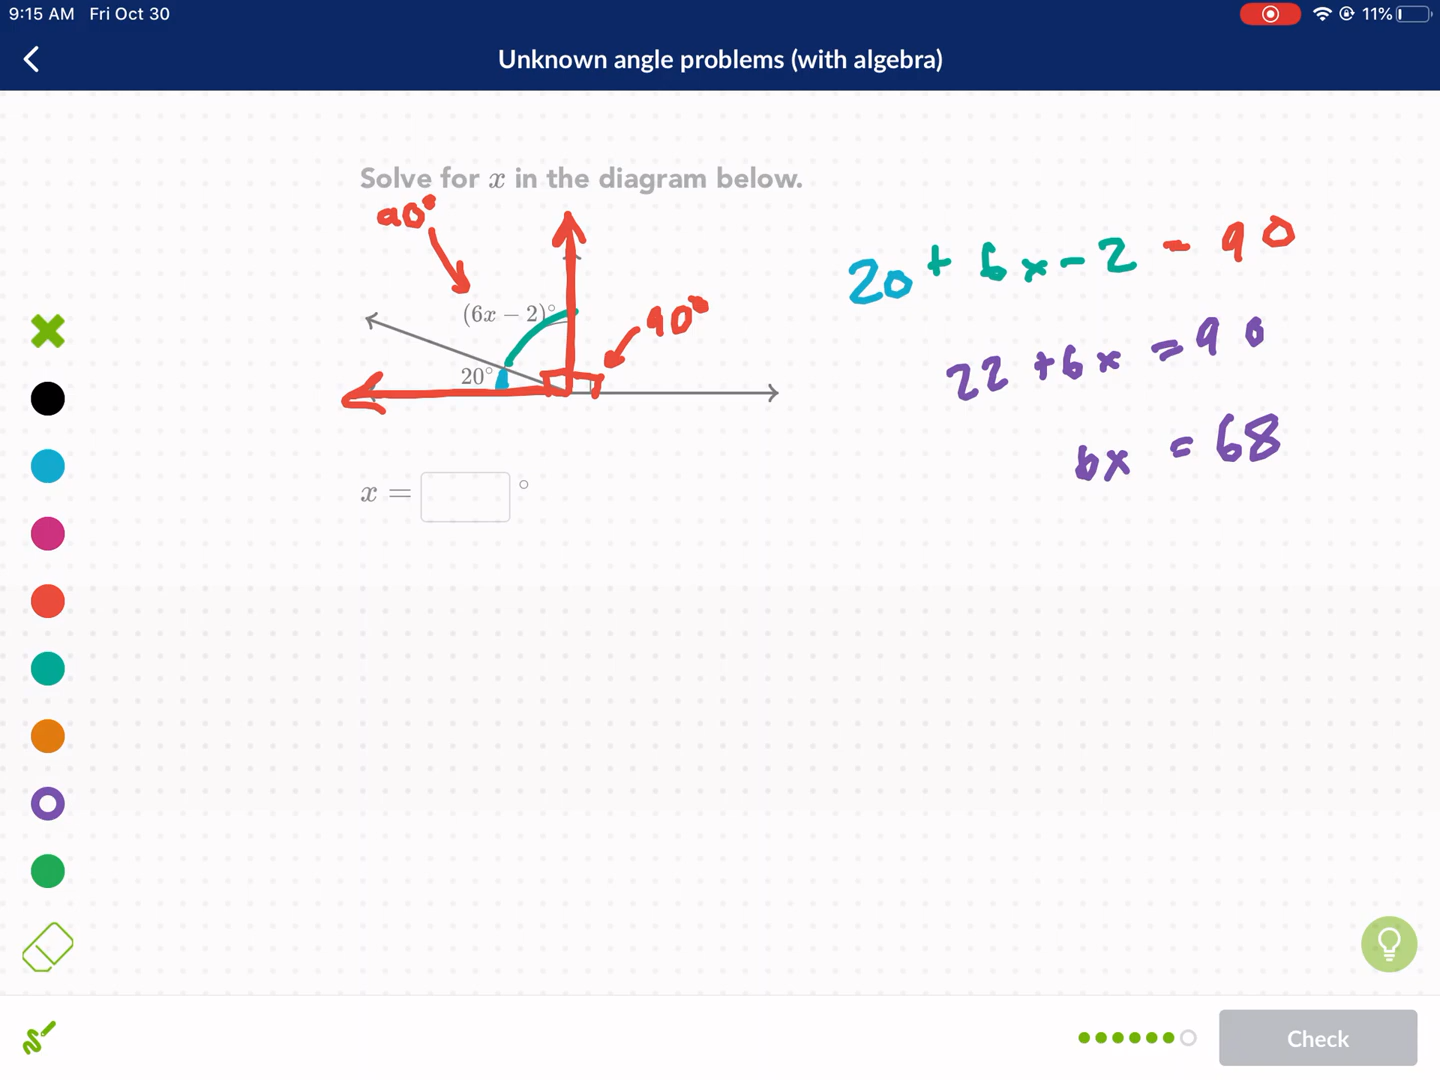 9:15 AM Fri Oct 30
11%
Unknown angle problems (with algebra)
Solve for x in the diagram below.
90°
(6x − 2)°
90°
20°
x = °
20 + 6x - 2 = 90
22 + 6x = 90
6x = 68
Check